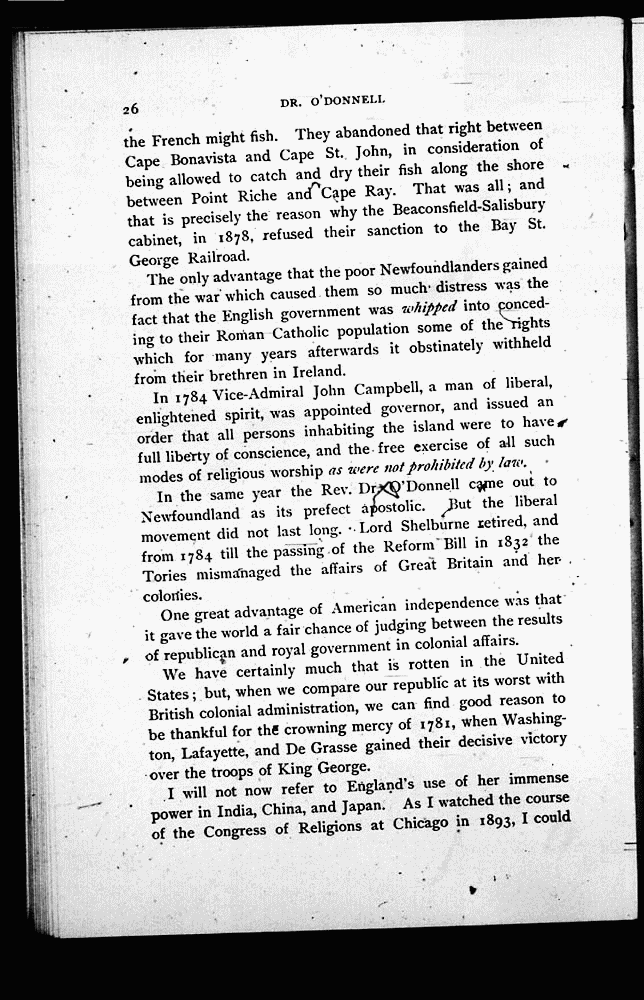 26
DR. O'DONNELL
the French might fish. They abandoned that right between
Cape Bonavista and Cape St. John, in consideration of
being allowed to catch and dry their fish along the shore
between Point Riche and Cape Ray. That was all; and
that is precisely the reason why the Beaconsfield-Salisbury
cabinet, in 1878, refused their sanction to the Bay St.
George Railroad.
The only advantage that the poor Newfoundlanders gained
from the war which caused them so much distress was the
fact that the English government was whipped into conced-
ing to their Roman Catholic population some of the rights
which for many years afterwards it obstinately withheld
from their brethren in Ireland.
In 1784 Vice-Admiral John Campbell, a man of liberal,
enlightened spirit, was appointed governor, and issued an
order that all persons inhabiting the island were to have
full liberty of conscience, and the free exercise of all such
modes of religious worship as were not prohibited by law.
In the same year the Rev. Dr. O'Donnell came out to
Newfoundland as its prefect apostolic. But the liberal
movement did not last long. Lord Shelburne retired, and
from 1784 till the passing of the Reform Bill in 1832 the
Tories mismanaged the affairs of Great Britain and her
colonies.
One great advantage of American independence was that
it gave the world a fair chance of judging between the results
of republican and royal government in colonial affairs.
We have certainly much that is rotten in the United
States; but, when we compare our republic at its worst with
British colonial administration, we can find good reason to
be thankful for the crowning mercy of 1781, when Washing-
ton, Lafayette, and De Grasse gained their decisive victory
over the troops of King George.
I will not now refer to England's use of her immense
power in India, China, and Japan. As I watched the course
of the Congress of Religions at Chicago in 1893, I could